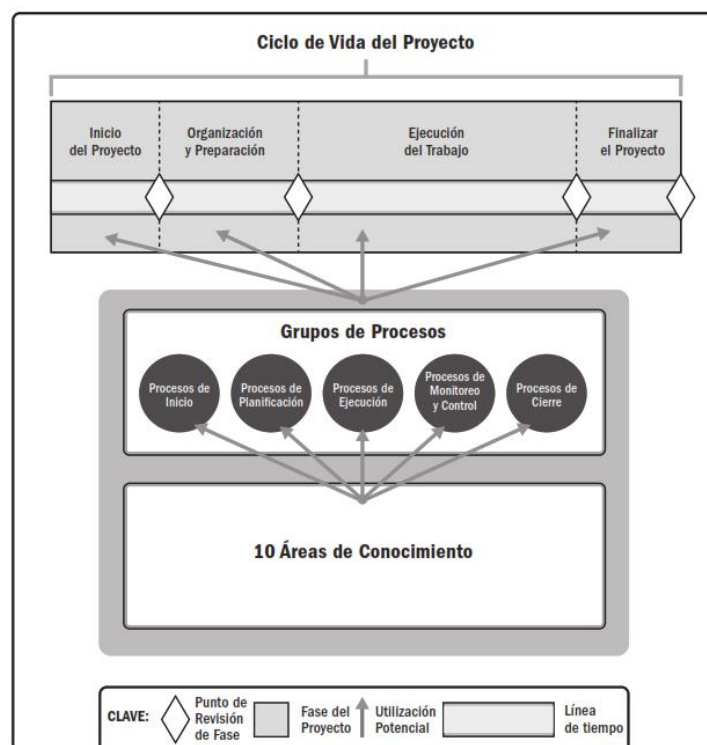 Ciclo de Vida del Proyecto
Inicio
del Proyecto
Organización
y Preparación
Ejecución
del Trabajo
Finalizar
el Proyecto
Grupos de Procesos
Procesos de
Inicio
Procesos de
Planificación
Procesos de
Ejecución
Procesos de
Monitoreo
y Control
Procesos de
Cierre
10 Áreas de Conocimiento
CLAVE:
Punto de
Revisión
de Fase
Fase del
Proyecto
Utilización
Potencial
Línea
de tiempo